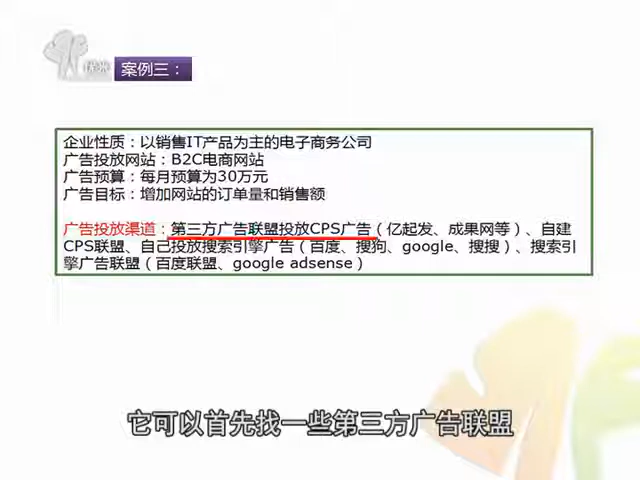 优米
案例三：
企业性质：以销售IT产品为主的电子商务公司
广告投放网站：B2C电商网站
广告预算：每月预算为30万元
广告目标：增加网站的订单量和销售额
广告投放渠道：第三方广告联盟投放CPS广告（亿起发、成果网等）、自建
CPS联盟、自己投放搜索引擎广告（百度、搜狗、google、搜搜）、搜索引
擎广告联盟（百度联盟、google adsense）
它可以首先找一些第三方广告联盟